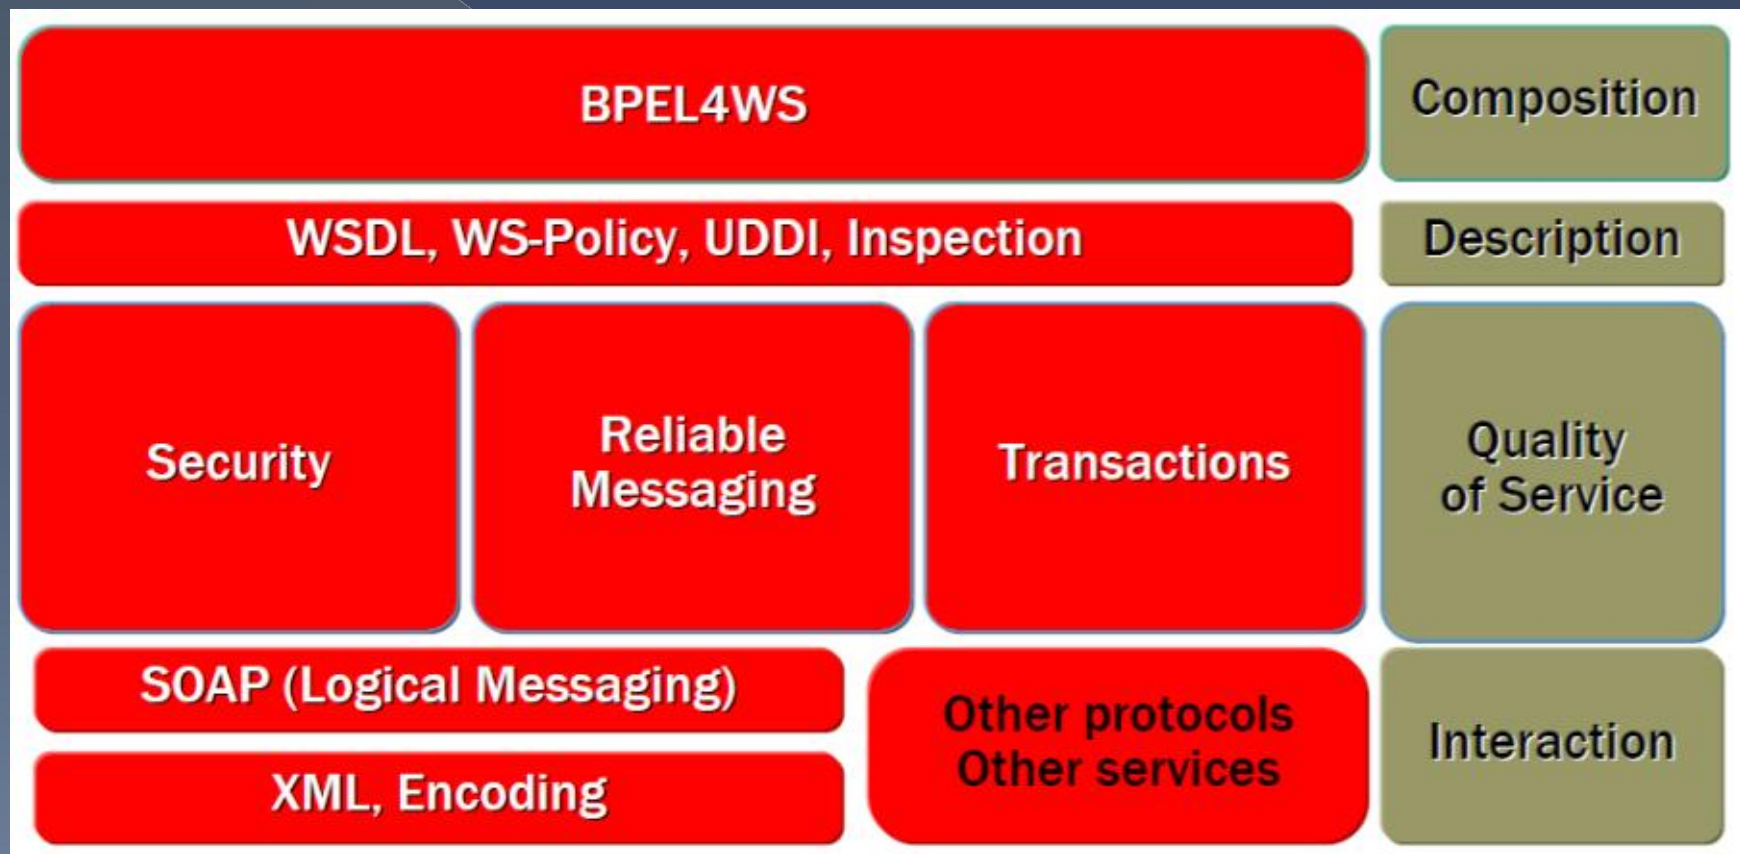 BPEL4WS
Composition
WSDL, WS-Policy, UDDI, Inspection
Description
Security
Reliable
Messaging
Transactions
Quality
of Service
SOAP (Logical Messaging)
XML, Encoding
Other protocols
Other services
Interaction